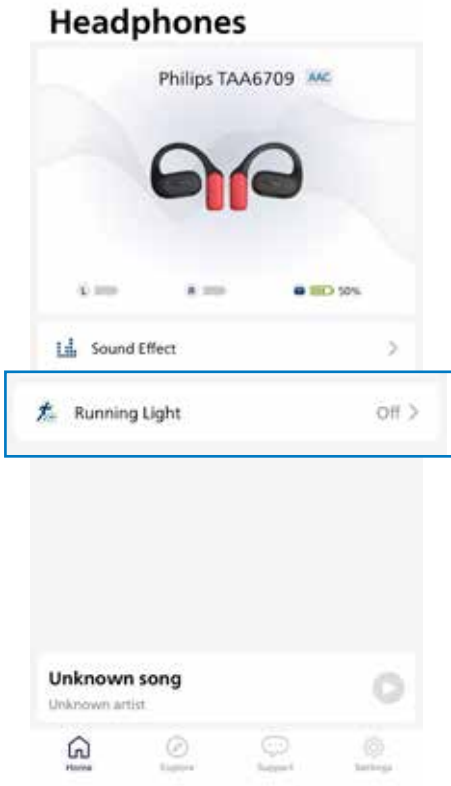 Headphones
Philips TAA6709 AAC
L R 50%
Sound Effect
Running Light Off
Unknown song
Unknown artist
Home Explore Support Settings